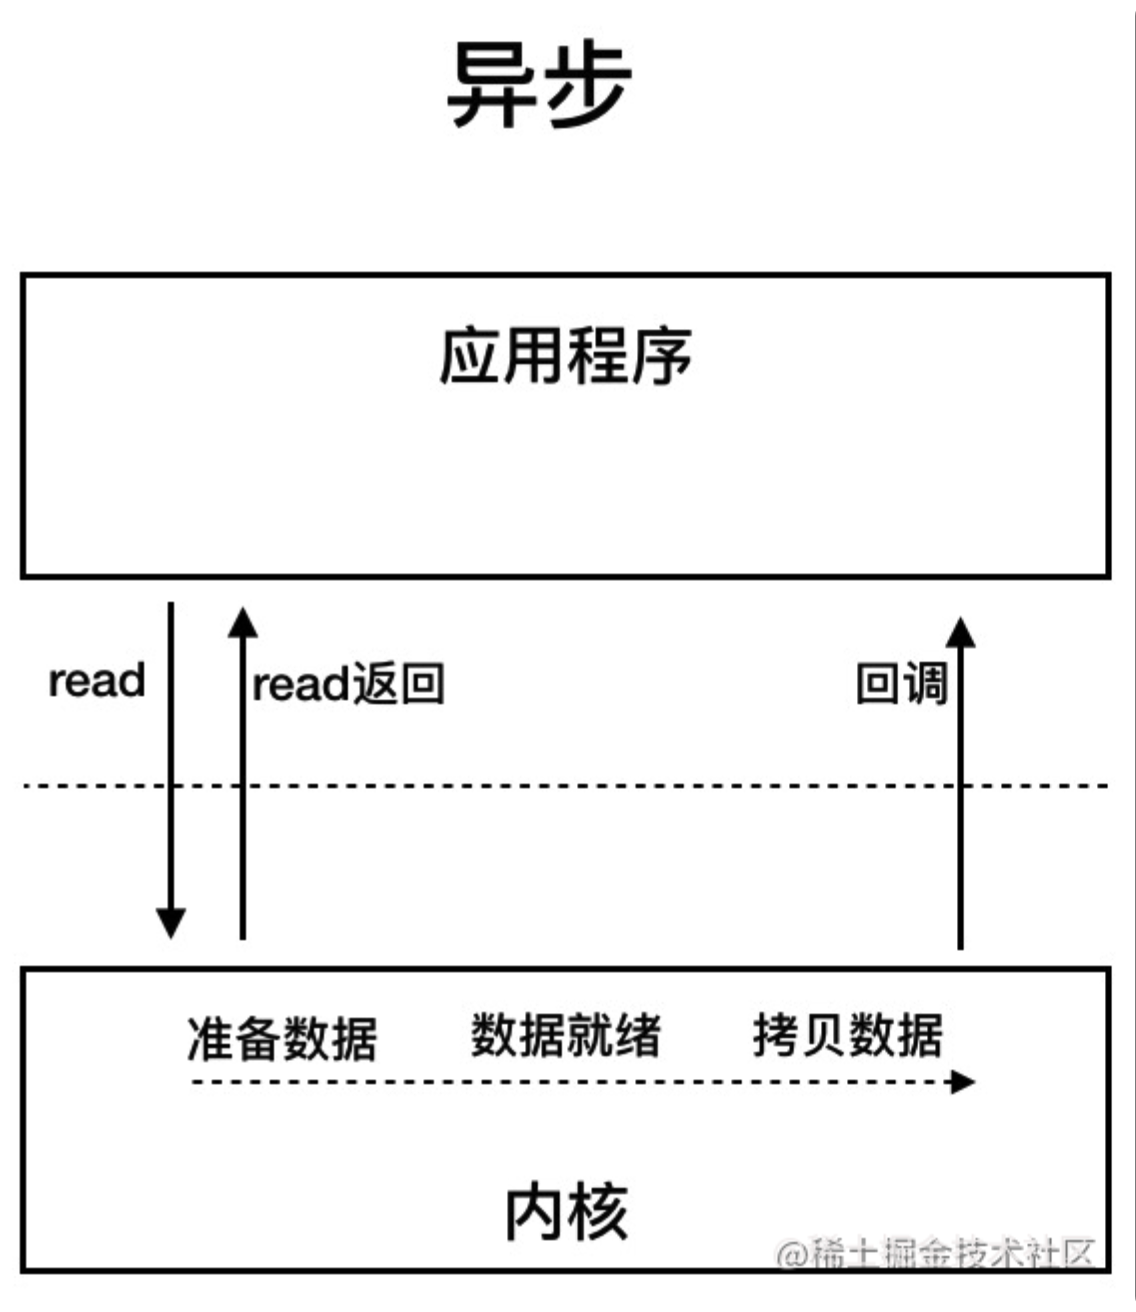 异步
应用程序
read
read返回
回调
准备数据
数据就绪
拷贝数据
内核
@稀土掘金技术社区